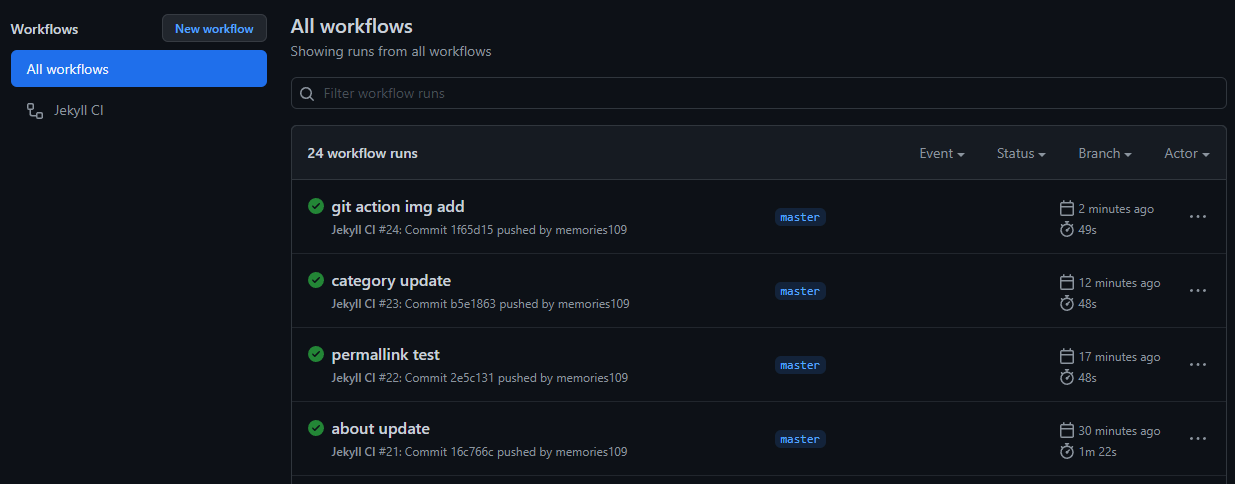 Workflows
New workflow
All workflows
Jekyll CI
All workflows
Showing runs from all workflows
Filter workflow runs
24 workflow runs
Event
Status
Branch
Actor
git action img add
master
2 minutes ago
Jekyll CI #24: Commit 1f65d15 pushed by memories109
49s
category update
master
12 minutes ago
Jekyll CI #23: Commit b5e1863 pushed by memories109
48s
permallink test
master
17 minutes ago
Jekyll CI #22: Commit 2e5c131 pushed by memories109
48s
about update
master
30 minutes ago
Jekyll CI #21: Commit 16c766c pushed by memories109
1m 22s